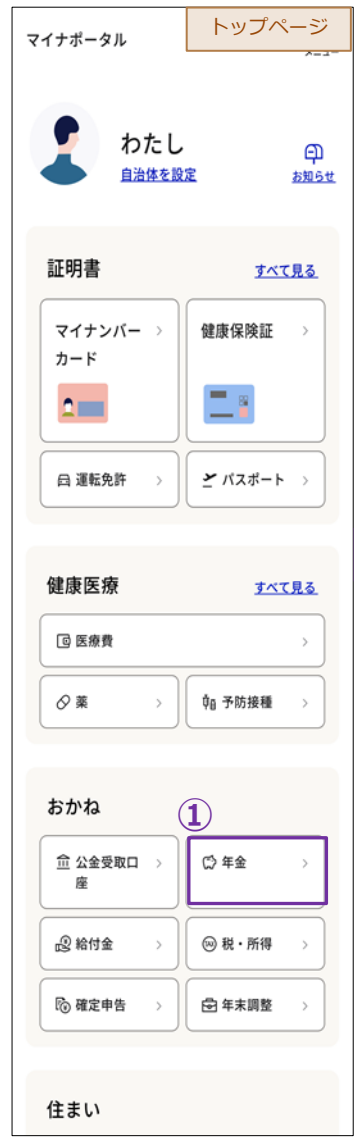 トップページ
マイナポータル
メニュー
わたし
自治体を設定
お知らせ
証明書
すべて見る
マイナンバー
カード
健康保険証
運転免許
パスポート
健康医療
すべて見る
医療費
薬
予防接種
おかね
①
公金受取口
座
年金
給付金
税・所得
確定申告
年末調整
住まい